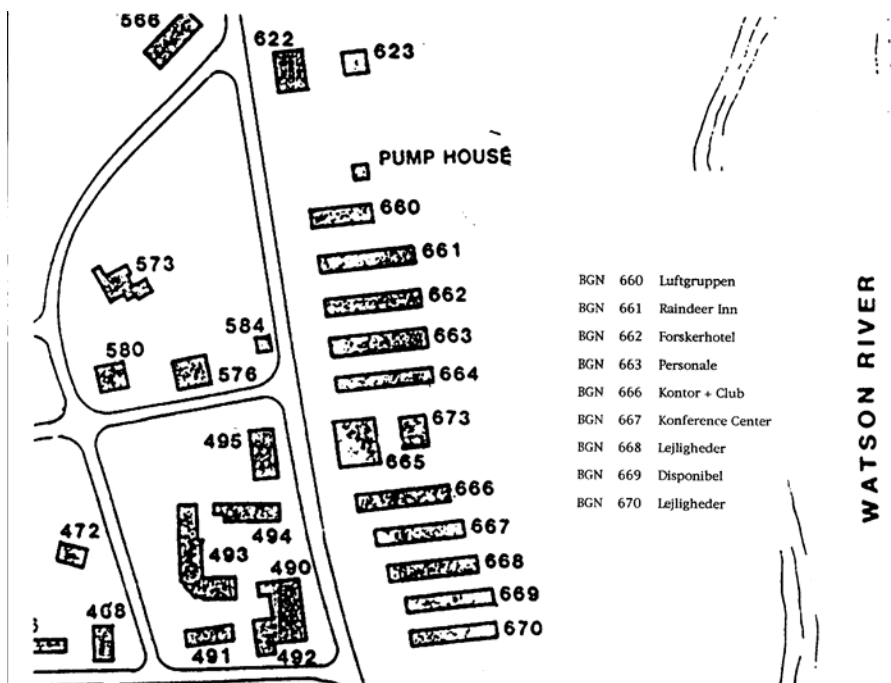 566
622
623
PUMP HOUSE
660
661
573
662
584
663
580
576
664
673
495
665
666
494
667
472
493
490
668
669
408
670
491
492
BGN 660 Luftgruppen
BGN 661 Raindeer Inn
BGN 662 Forskerhotel
BGN 663 Personale
BGN 666 Kontor + Club
BGN 667 Konference Center
BGN 668 Lejligheder
BGN 669 Disponibel
BGN 670 Lejligheder
WATSON RIVER